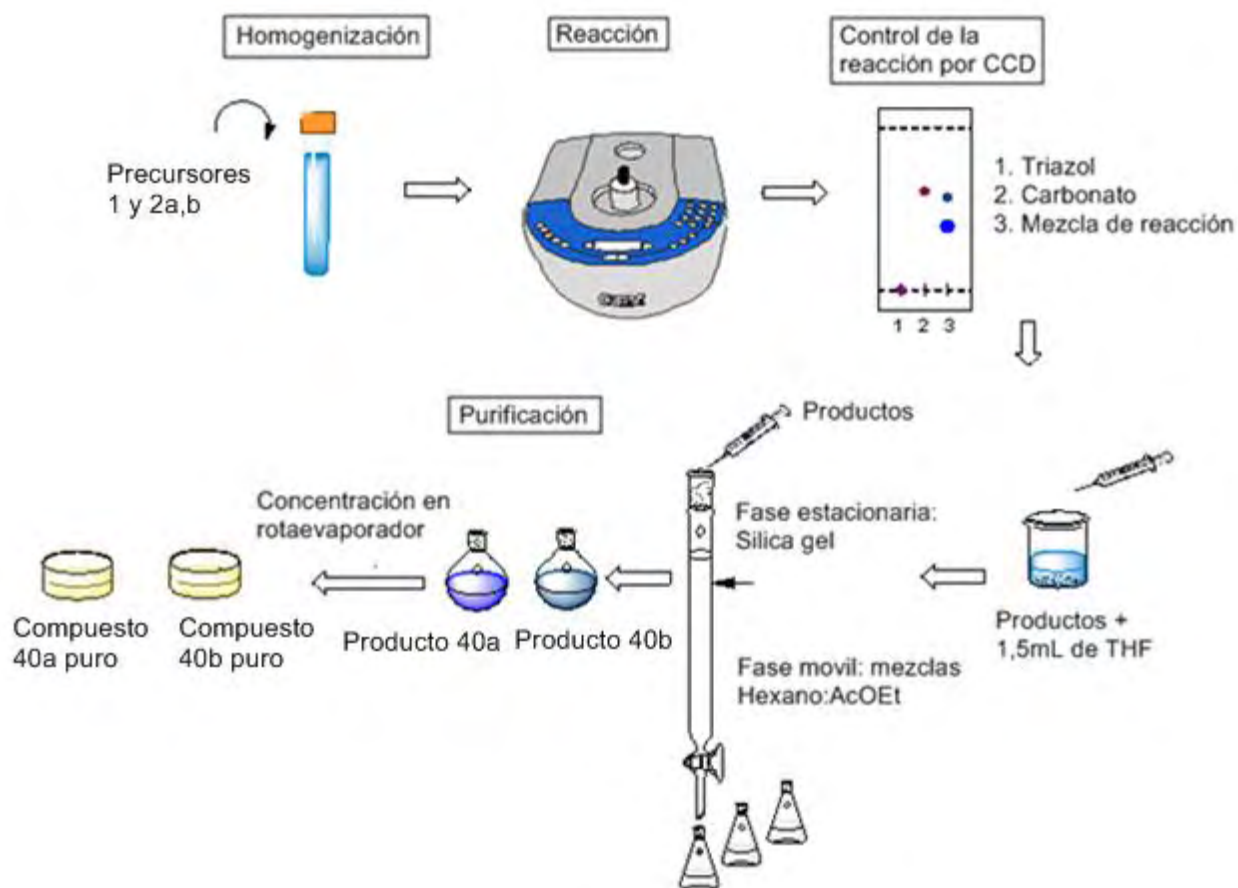 Homogenización
Reacción
Control de la
reacción por CCD
Precursores
1 y 2a,b
1. Triazol
2. Carbonato
3. Mezcla de reacción
1 2 3
Purificación
Productos
Concentración en
rotaevaporador
Fase estacionaria:
Silica gel
Compuesto
40a puro
Compuesto
40b puro
Producto 40a
Producto 40b
Productos +
1,5mL de THF
Fase movil: mezclas
Hexano:AcOEt